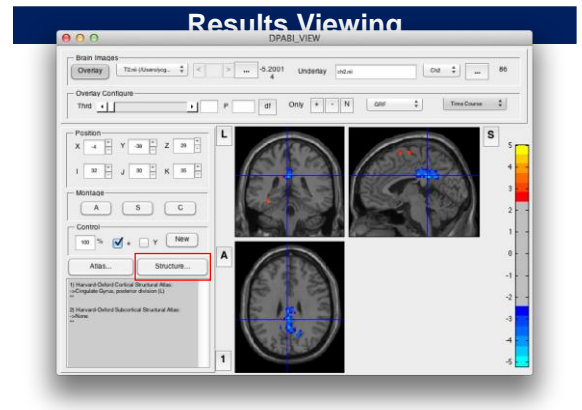 Results Viewing
DPABI_VIEW
Brain Images
Overlay T2.nii < > ... -5.2001 4 Underlay ch2.nii Ch2 ... 86
Overlay Configure
Thrd P df Only + - N GRF Time Course
Position
X -4 Y -38 Z 29
I 32 J 30 K 35
Montage
A S C
Control
100 % + Y New
Atlas... Structure...
1) Harvard-Oxford Cortical Structural Atlas:
->Cingulate Gyrus; posterior division (L)
2) Harvard-Oxford Subcortical Structural Atlas:
->None
L
S
A
1
5
4
3
2
1
0
-1
-2
-3
-4
-5